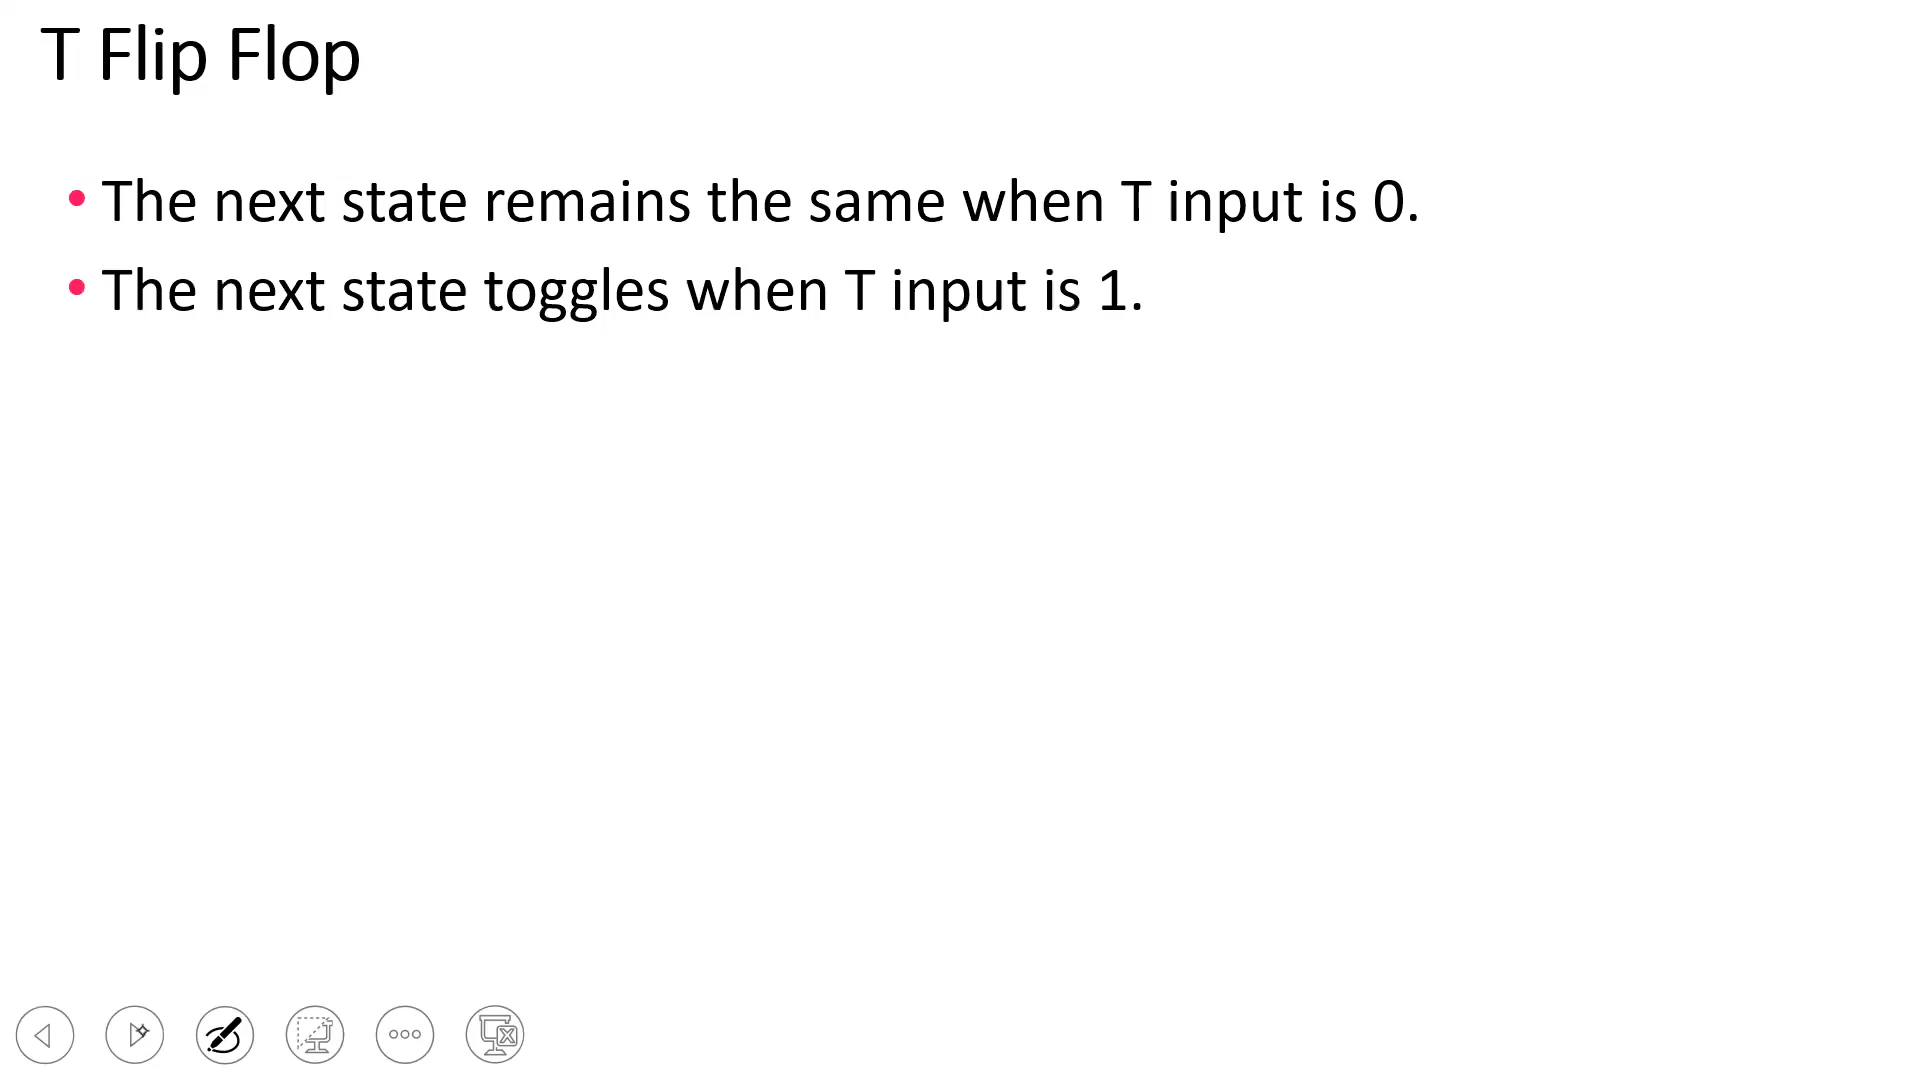 T Flip Flop
• The next state remains the same when T input is 0.
• The next state toggles when T input is 1.